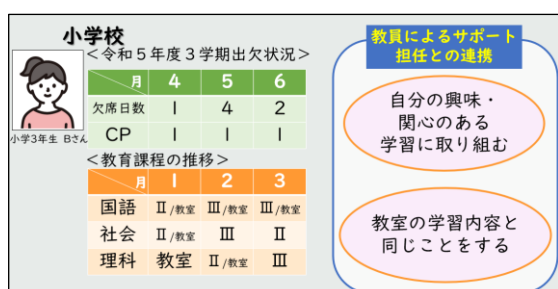 小学校
<令和5年度3学期出欠状況>
月 4 5 6
欠席日数 1 4 2
CP 1 1 1
小学3年生 Bさん
<教育課程の推移>
月 1 2 3
国語 Ⅱ/教室 Ⅲ/教室 Ⅲ/教室
社会 Ⅱ/教室 Ⅲ Ⅱ
理科 教室 Ⅱ/教室 Ⅲ
教員によるサポート
担任との連携
自分の興味・
関心のある
学習に取り組む
教室の学習内容と
同じことをする